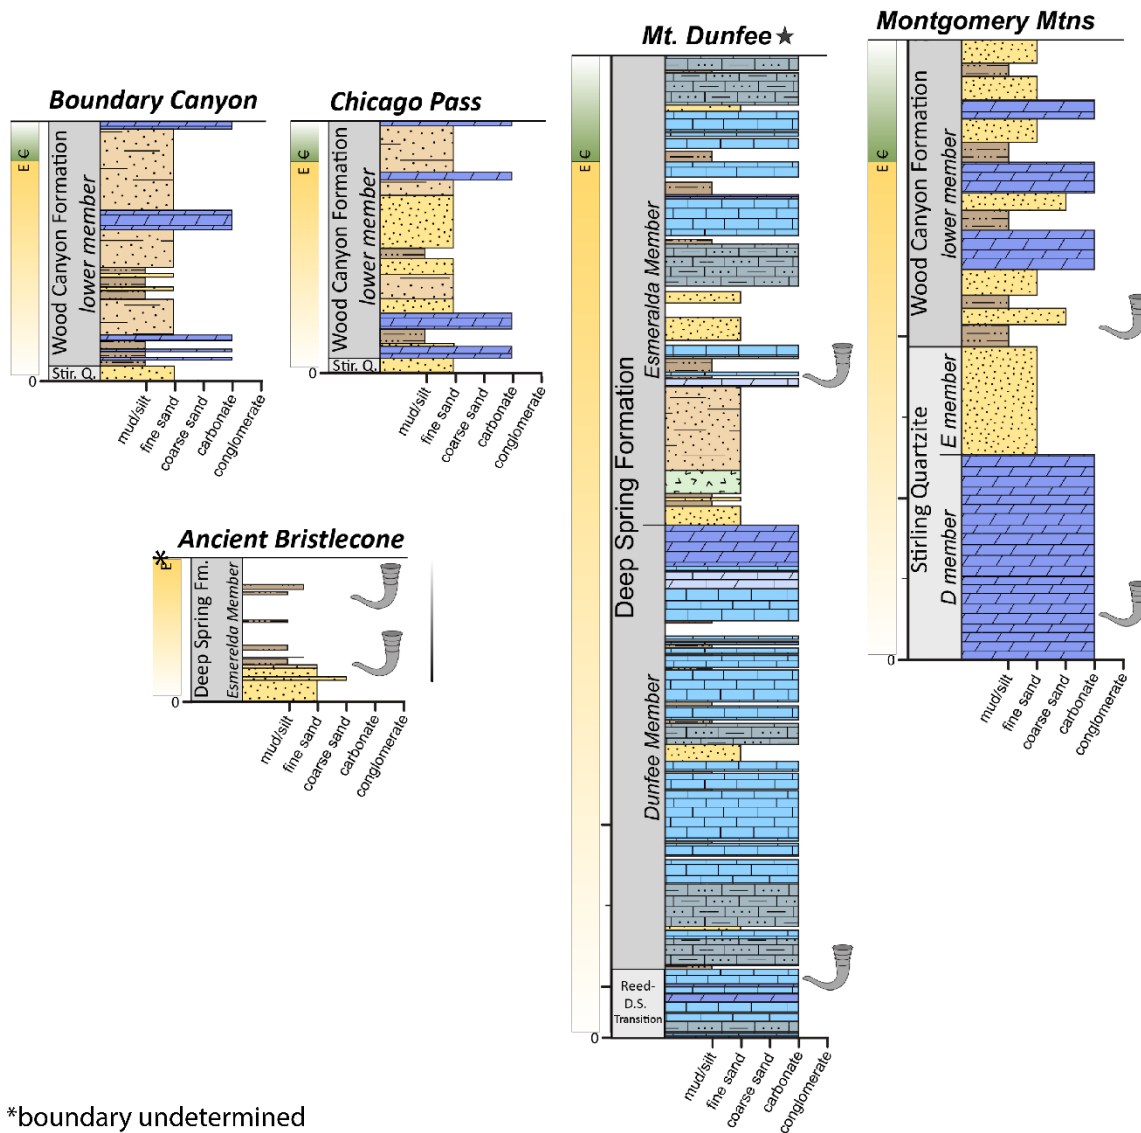 Montgomery Mtns
Mt. Dunfee★
Boundary Canyon
Chicago Pass
E Ꞓ
Wood Canyon Formation
lower member
Stir. Q.
0
mud/silt
fine sand
coarse sand
carbonate
conglomerate
E Ꞓ
Wood Canyon Formation
lower member
Stir. Q.
0
mud/silt
fine sand
coarse sand
carbonate
conglomerate
E Ꞓ
Deep Spring Formation
Esmeralda Member
Dunfee Member
Reed-
D.S.
Transition
0
mud/silt
fine sand
coarse sand
carbonate
conglomerate
E Ꞓ
Wood Canyon Formation
lower member
Stirling Quartzite
E member
D member
0
mud/silt
fine sand
coarse sand
carbonate
conglomerate
Ancient Bristlecone
*
E
Deep Spring Fm.
Esmerelda Member
0
mud/silt
fine sand
coarse sand
carbonate
conglomerate
*boundary undetermined